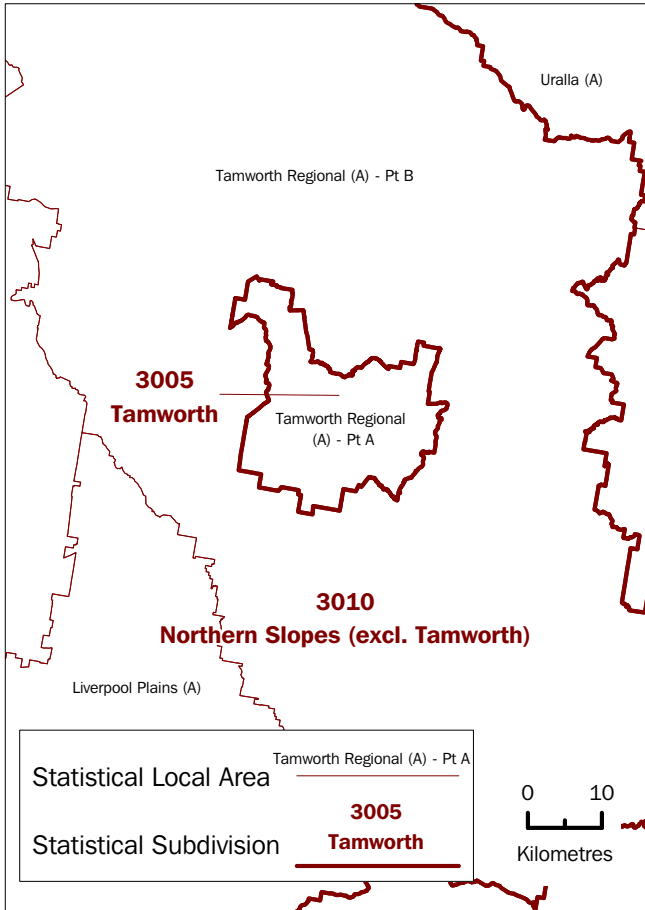 Uralla (A)
Tamworth Regional (A) - Pt B
3005
Tamworth
Tamworth Regional
(A) - Pt A
3010
Northern Slopes (excl. Tamworth)
Liverpool Plains (A)
Statistical Local Area
Tamworth Regional (A) - Pt A
Statistical Subdivision
3005
Tamworth
0 10
Kilometres